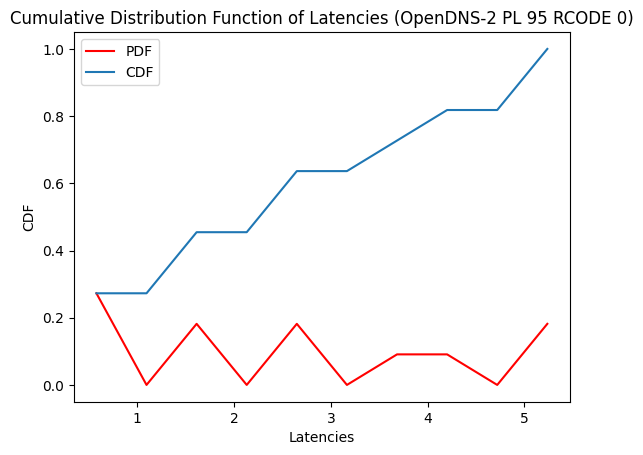 Cumulative Distribution Function of Latencies (OpenDNS-2 PL 95 RCODE 0)
PDF
CDF
1.0
0.8
0.6
0.4
0.2
0.0
CDF
1 2 3 4 5
Latencies